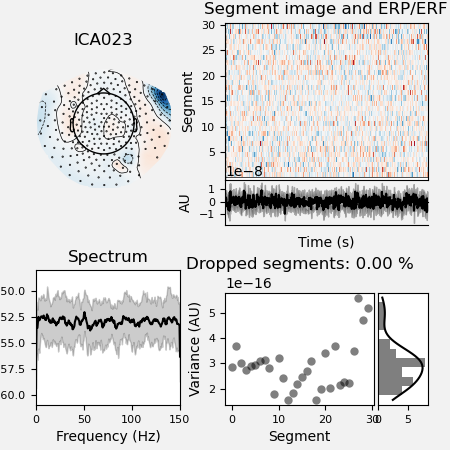 ICA023
Segment image and ERP/ERF
30
25
20
15
10
5
Segment
1e−8
1
0
−1
AU
Time (s)
Spectrum
50.0
52.5
55.0
57.5
60.0
0
50
100
150
Frequency (Hz)
Dropped segments: 0.00 %
1e−16
5
4
3
2
Variance (AU)
0
10
20
30
Segment
0
5